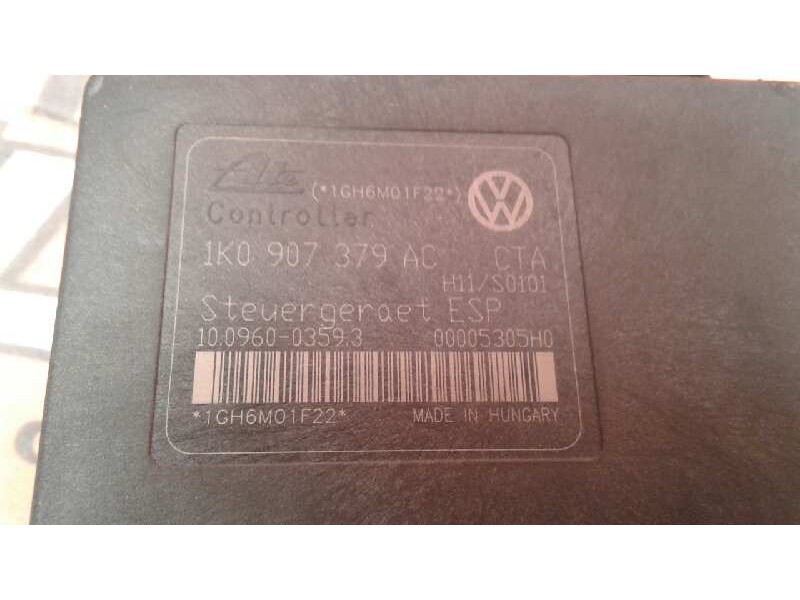 Ate (*1GH6M01F22*)
Controller
1K0 907 379 AC CTA
H11/S0101
Steuergeraet ESP
10.0960-0359.3 00005305H0
*1GH6M01F22* MADE IN HUNGARY